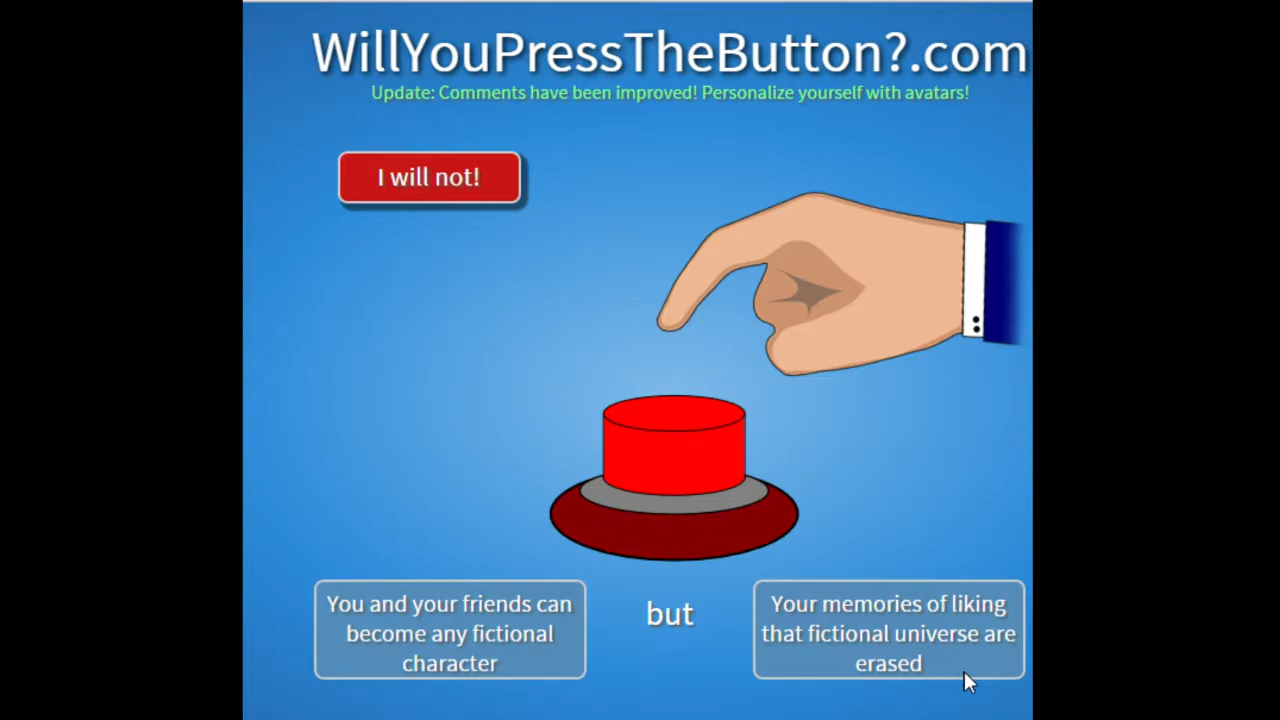 WillYouPressTheButton?.com
Update: Comments have been improved! Personalize yourself with avatars!
I will not!
You and your friends can
become any fictional
character
but
Your memories of liking
that fictional universe are
erased